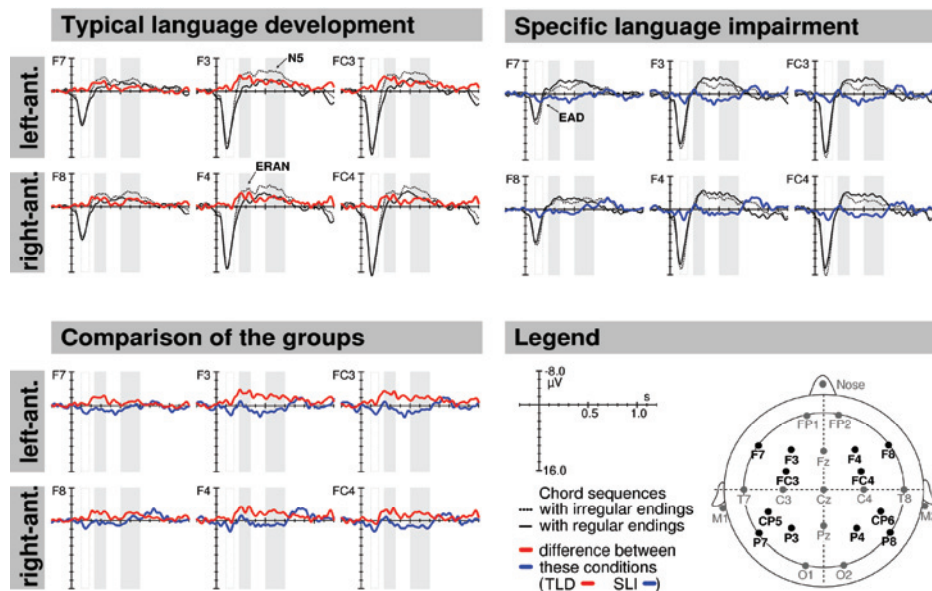 Typical language development
Specific language impairment
left-ant.
F7
F3
N5
FC3
F7
EAD
F3
FC3
right-ant.
F8
ERAN
F4
FC4
F8
F4
FC4
Comparison of the groups
left-ant.
F7
F3
FC3
right-ant.
F8
F4
FC4
Legend
-8.0
µV
s
0.5 1.0
16.0
Chord sequences
with irregular endings
with regular endings
difference between
these conditions
(TLD SLI )
Nose
FP1 FP2
F7 F3 Fz F4 F8
FC3 FC4
T7 C3 Cz C4 T8
M1
CP5 CP6
P7 P3 Pz P4 P8
O1 O2